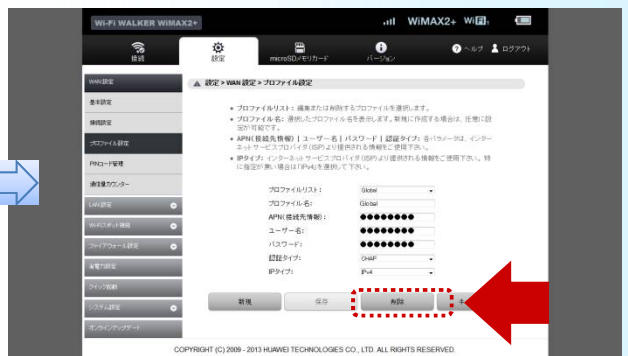 Wi-Fi WALKER WiMAX2+
WiMAX2+ WiFi
接続
設定
microSDメモリカード
バージョン
ヘルプ
ログアウト
WAN設定
基本設定
接続設定
プロファイル設定
PINコード管理
通信量カウンター
LAN設定
Wi-Fiスポット接続
ファイアウォール設定
省電力設定
クイック起動
システム設定
オンラインアップデート
設定 > WAN 設定 > プロファイル設定
プロファイルリスト: 編集または削除するプロファイルを選択します。
プロファイル名: 選択したプロファイル名を表示します。新規に作成する場合は、任意に設
定が可能です。
APN(接続先情報) | ユーザー名 | パスワード | 認証タイプ: 各パラメータは、インター
ネットサービスプロバイダ(ISP)より提供される情報をご使用下さい。
IPタイプ: インターネットサービスプロバイダ(ISP)より提供される情報をご使用下さい。特
に指定が無い場合は「IPv4」を選択して下さい。
プロファイルリスト: Global
プロファイル名: Global
APN(接続先情報): ●●●●●●●●
ユーザー名: ●●●●●●●●
パスワード: ●●●●●●●●
認証タイプ: CHAP
IPタイプ: IPv4
新規
保存
削除
COPYRIGHT (C) 2009 - 2013 HUAWEI TECHNOLOGIES CO., LTD. ALL RIGHTS RESERVED.